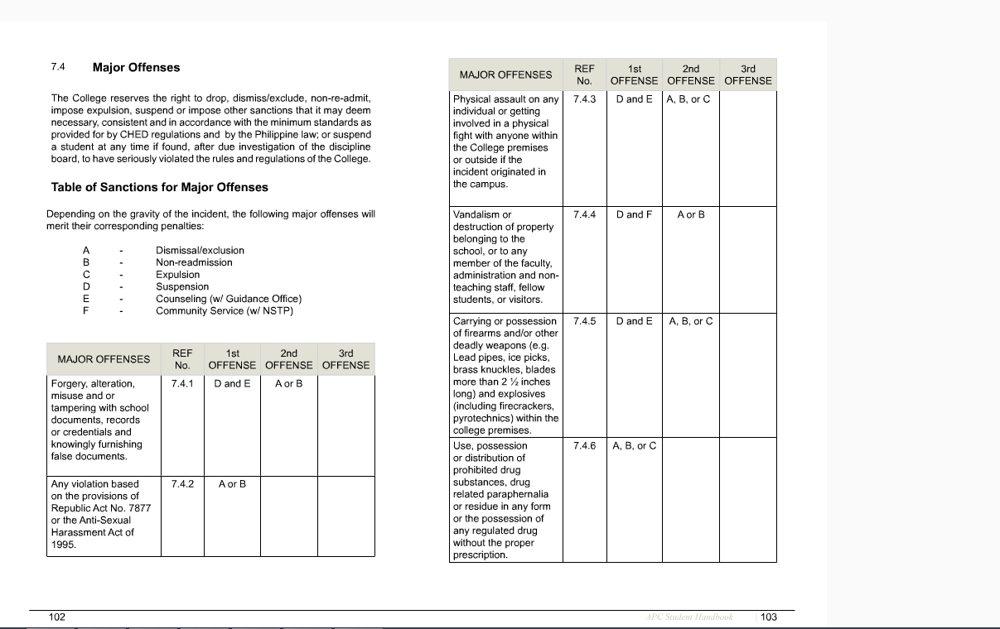 7.4 Major Offenses
The College reserves the right to drop, dismiss/exclude, non-re-admit,
impose expulsion, suspend or impose other sanctions that it may deem
necessary, consistent and in accordance with the minimum standards as
provided for by CHED regulations and by the Philippine law; or suspend
a student at any time if found, after due investigation of the discipline
board, to have seriously violated the rules and regulations of the College.
Table of Sanctions for Major Offenses
Depending on the gravity of the incident, the following major offenses will
merit their corresponding penalties:
A - Dismissal/exclusion
B - Non-readmission
C - Expulsion
D - Suspension
E - Counseling (w/ Guidance Office)
F - Community Service (w/ NSTP)
MAJOR OFFENSES REF 1st 2nd 3rd
No. OFFENSE OFFENSE OFFENSE
Forgery, alteration, 7.4.1 D and E A or B
misuse and or
tampering with school
documents, records
or credentials and
knowingly furnishing
false documents.
Any violation based 7.4.2 A or B
on the provisions of
Republic Act No. 7877
or the Anti-Sexual
Harassment Act of
1995.
102
MAJOR OFFENSES REF 1st 2nd 3rd
No. OFFENSE OFFENSE OFFENSE
Physical assault on any 7.4.3 D and E A, B, or C
individual or getting
involved in a physical
fight with anyone within
the College premises
or outside if the
incident originated in
the campus.
Vandalism or 7.4.4 D and F A or B
destruction of property
belonging to the
school, or to any
member of the faculty,
administration and non-
teaching staff, fellow
students, or visitors.
Carrying or possession 7.4.5 D and E A, B, or C
of firearms and/or other
deadly weapons (e.g.
Lead pipes, ice picks,
brass knuckles, blades
more than 2 ½ inches
long) and explosives
(including firecrackers,
pyrotechnics) within the
college premises.
Use, possession 7.4.6 A, B, or C
or distribution of
prohibited drug
substances, drug
related paraphernalia
or residue in any form
or the possession of
any regulated drug
without the proper
prescription.
APC Student Handbook | 103